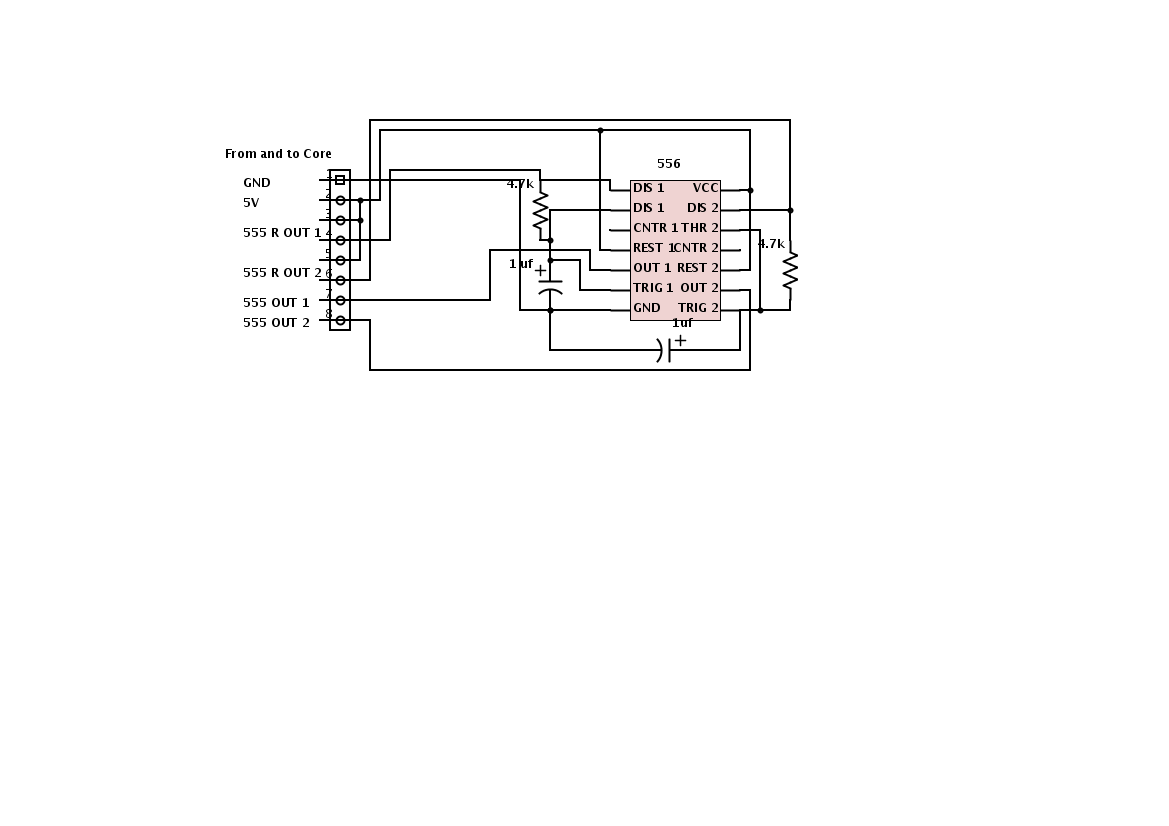 From and to Core
GND
5V
555 R OUT 1
555 R OUT 2
555 OUT 1
555 OUT 2
1
2
3
4
5
6
7
8
4.7k
1 uf
+
556
DIS 1 VCC
DIS 1 DIS 2
CNTR 1 THR 2
REST 1 CNTR 2
OUT 1 REST 2
TRIG 1 OUT 2
GND TRIG 2
4.7k
1uf
+